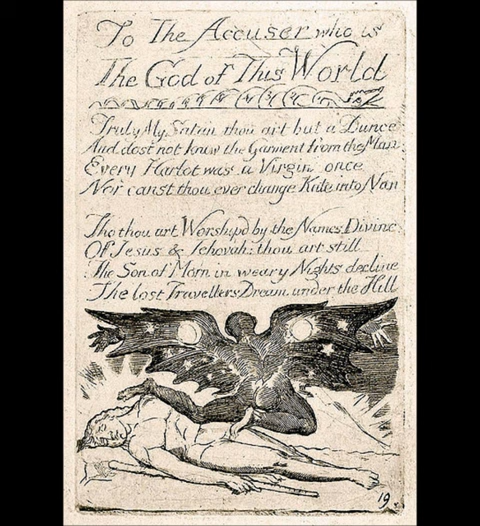 To The Accuser who is
The God of This World
Truly My Satan thou art but a Dunce
And dost not know the Garment from the Man
Every Harlot was a Virgin once
Nor canst thou ever change Kate into Nan
Tho thou art Worshipd by the Names Divine
Of Jesus & Jehovah: thou art still
The Son of Morn in weary Nights decline
The lost Travellers Dream under the Hill
19